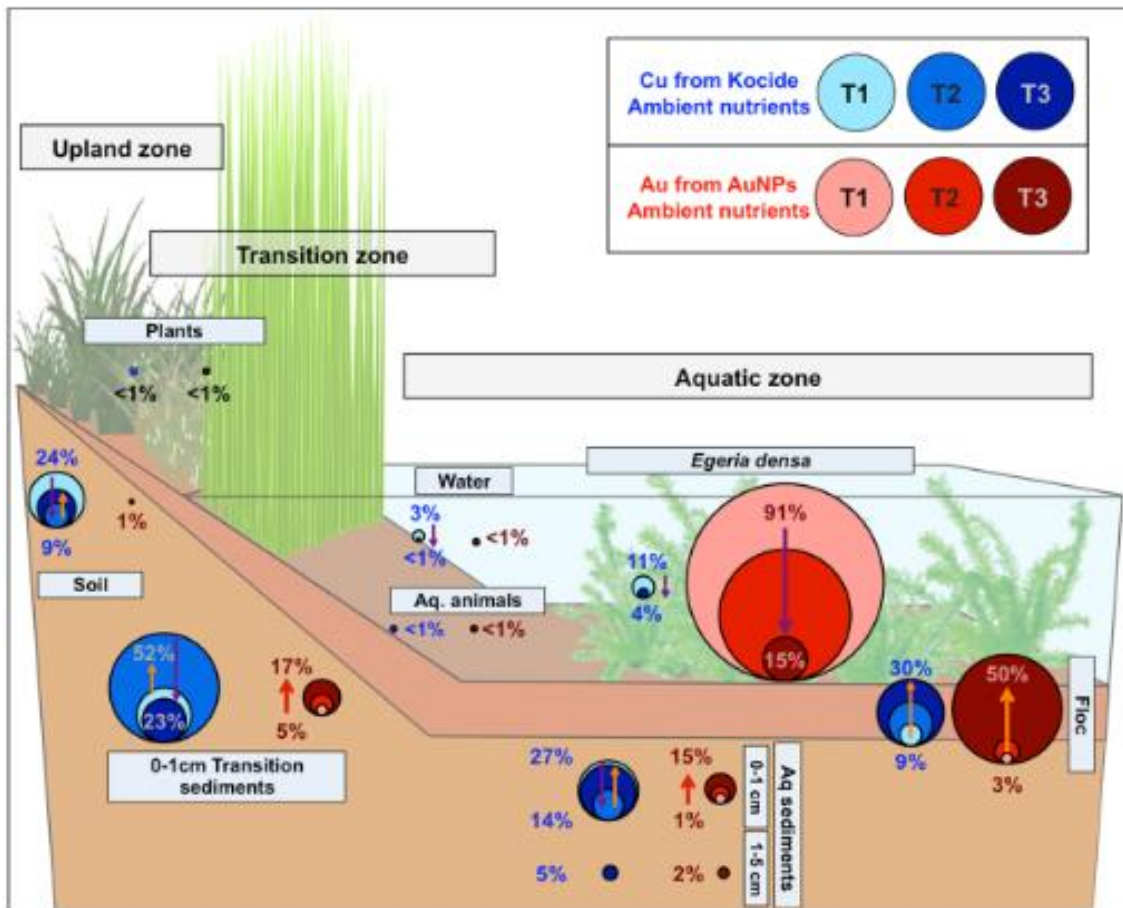 Cu from Kocide
Ambient nutrients
T1
T2
T3
Au from AuNPs
Ambient nutrients
T1
T2
T3
Upland zone
Transition zone
Plants
<1%
<1%
Aquatic zone
24%
9%
1%
Soil
Water
3%
<1%
<1%
Aq. animals
<1%
<1%
Egeria densa
11%
4%
91%
15%
52%
23%
17%
5%
0-1cm Transition
sediments
30%
9%
50%
3%
Floc
27%
14%
15%
1%
5%
2%
0-1 cm
1-5 cm
Aq sediments